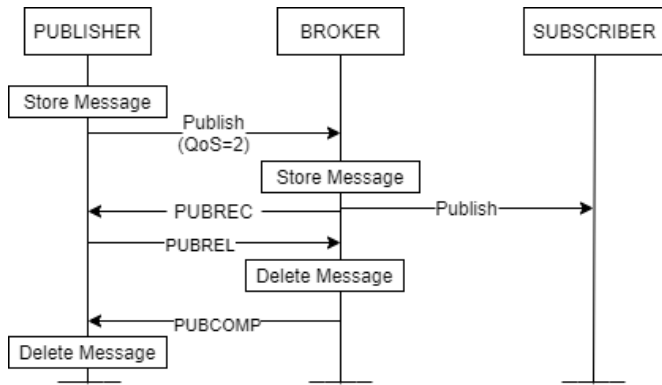 PUBLISHER
BROKER
SUBSCRIBER
Store Message
Publish
(QoS=2)
Store Message
PUBREC
Publish
PUBREL
Delete Message
PUBCOMP
Delete Message